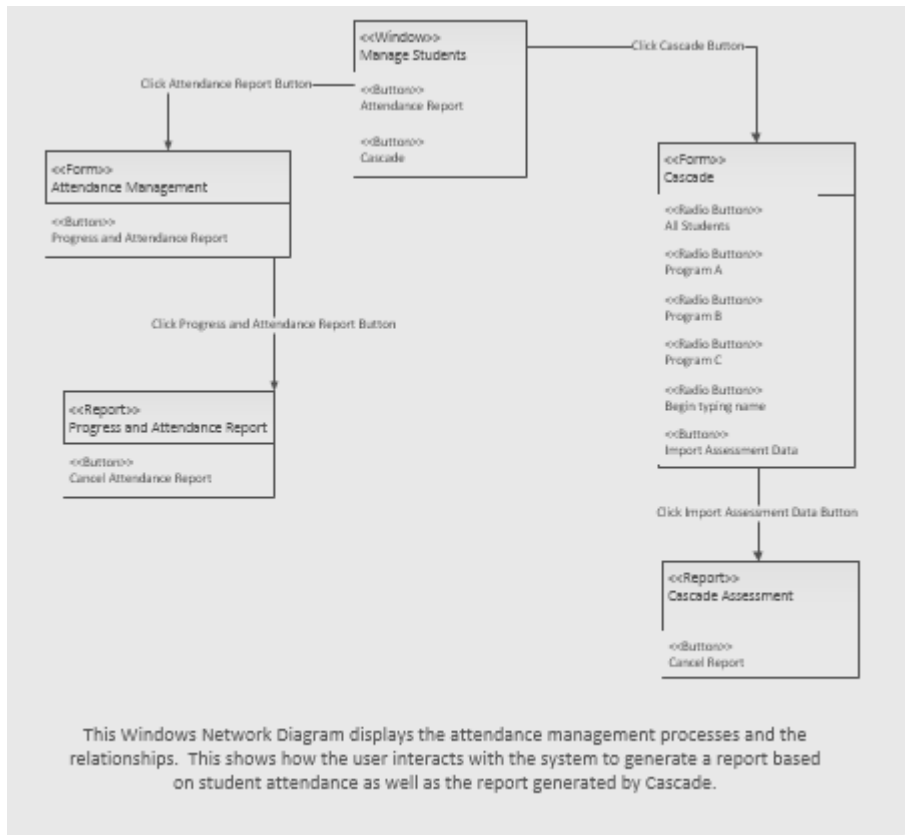 <<Window>>
Manage Students
<<Button>>
Attendance Report
<<Button>>
Cascade
Click Attendance Report Button
Click Cascade Button
<<Form>>
Attendance Management
<<Button>>
Progress and Attendance Report
Click Progress and Attendance Report Button
<<Report>>
Progress and Attendance Report
<<Button>>
Cancel Attendance Report
<<Form>>
Cascade
<<Radio Button>>
All Students
<<Radio Button>>
Program A
<<Radio Button>>
Program B
<<Radio Button>>
Program C
<<Radio Button>>
Begin typing name
<<Button>>
Import Assessment Data
Click Import Assessment Data Button
<<Report>>
Cascade Assessment
<<Button>>
Cancel Report
This Windows Network Diagram displays the attendance management processes and the
relationships.  This shows how the user interacts with the system to generate a report based
on student attendance as well as the report generated by Cascade.